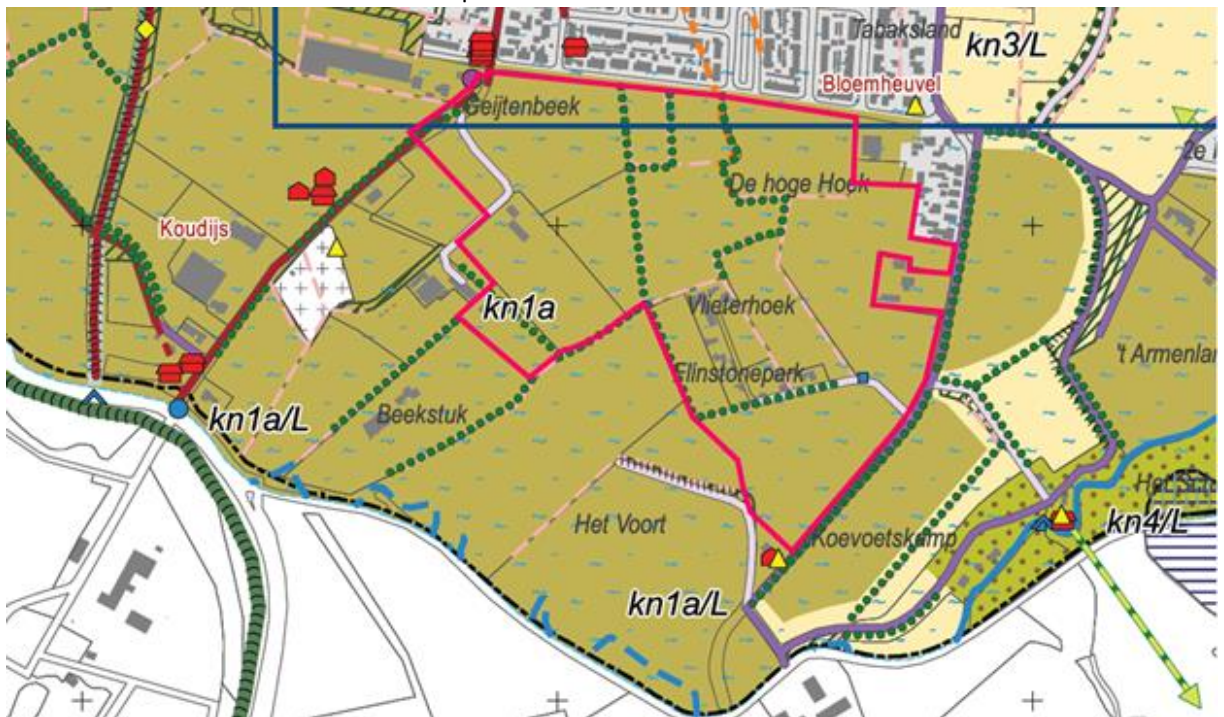 Tabaksland
kn3/L
Bloemheuvel
Geijtenbeek
De hoge Hoek
Koudijs
kn1a
Vlieterhoek
't Armenlan
Flinstonepark
kn1a/L
Beekstuk
Het Voort
Koevoetskamp
kn4/L
kn1a/L